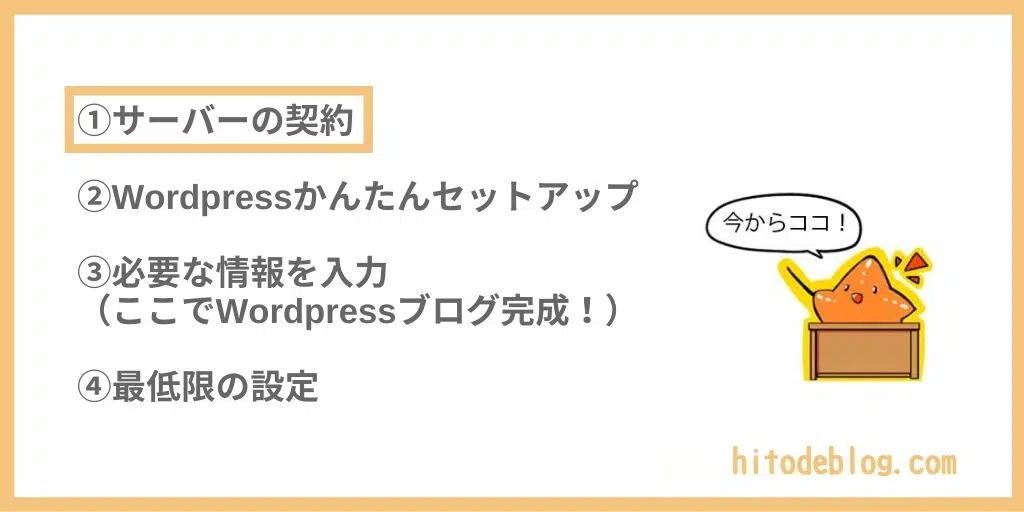 ①サーバーの契約
②Wordpressかんたんセットアップ
③必要な情報を入力
（ここでWordpressブログ完成！）
④最低限の設定
今からココ！
hitodeblog.com